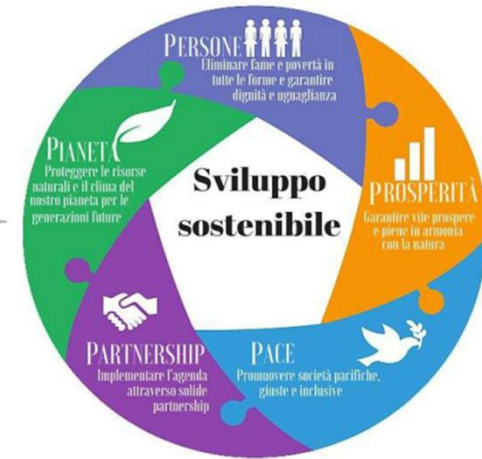 PERSONE
Eliminare fame e povertà in
tutte le forme e garantire
dignità e uguaglianza
PIANETA
Proteggere le risorse
naturali e il clima del
nostro pianeta per le
generazioni future
Sviluppo
sostenibile
PROSPERITÀ
Garantire vite prospere
e piene in armonia
con la natura
PARTNERSHIP
Implementare l'agenda
attraverso solide
partnership
PACE
Promuovere società pacifiche,
giuste e inclusive